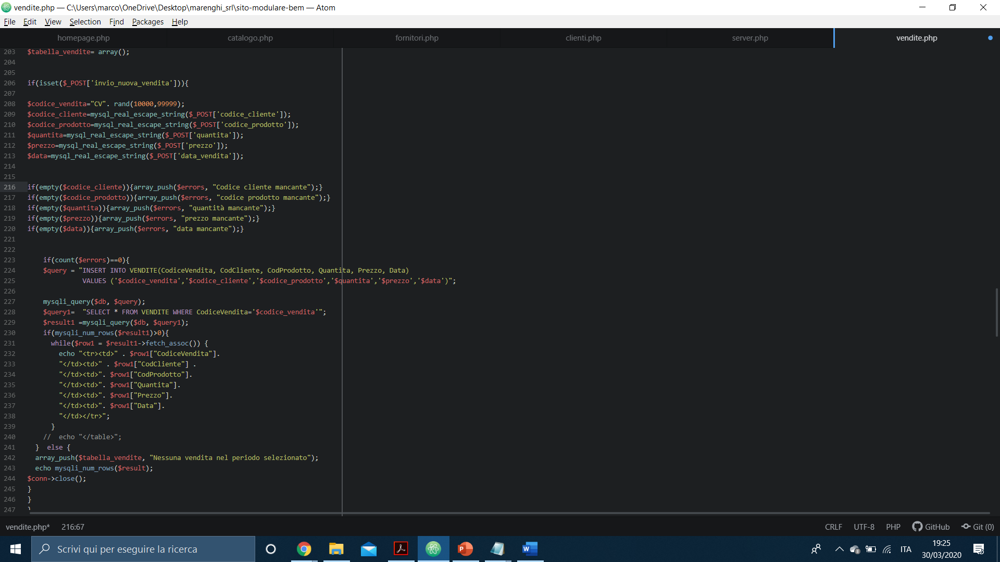 vendite.php — C:\Users\marco\OneDrive\Desktop\marenghi_srl\sito-modulare-bem — Atom
File Edit View Selection Find Packages Help
homepage.php catalogo.php fornitori.php clienti.php server.php vendite.php
203 $tabella_vendite= array();
204
205
206 if(isset($_POST['invio_nuova_vendita'])){
207
208 $codice_vendita="CV". rand(10000,99999);
209 $codice_cliente=mysql_real_escape_string($_POST['codice_cliente']);
210 $codice_prodotto=mysql_real_escape_string($_POST['codice_prodotto']);
211 $quantita=mysql_real_escape_string($_POST['quantita']);
212 $prezzo=mysql_real_escape_string($_POST['prezzo']);
213 $data=mysql_real_escape_string($_POST['data_vendita']);
214
215
216 if(empty($codice_cliente)){array_push($errors, "Codice cliente mancante");}
217 if(empty($codice_prodotto)){array_push($errors, "codice prodotto mancante");}
218 if(empty($quantita)){array_push($errors, "quantità mancante");}
219 if(empty($prezzo)){array_push($errors, "prezzo mancante");}
220 if(empty($data)){array_push($errors, "data mancante");}
221
222
223 if(count($errors)==0){
224 $query = "INSERT INTO VENDITE(CodiceVendita, CodCliente, CodProdotto, Quantita, Prezzo, Data)
225 VALUES ('$codice_vendita','$codice_cliente','$codice_prodotto','$quantita','$prezzo','$data')";
226
227 mysqli_query($db, $query);
228 $query1= "SELECT * FROM VENDITE WHERE CodiceVendita='$codice_vendita'";
229 $result1 =mysqli_query($db, $query1);
230 if(mysqli_num_rows($result1)>0){
231 while($row1 = $result1->fetch_assoc()) {
232 echo "<tr><td>" . $row1["CodiceVendita"].
233 "</td><td>" . $row1["CodCliente"] .
234 "</td><td>". $row1["CodProdotto"].
235 "</td><td>". $row1["Quantita"].
236 "</td><td>". $row1["Prezzo"].
237 "</td><td>". $row1["Data"].
238 "</td></tr>";
239 }
240 // echo "</table>";
241 } else {
242 array_push($tabella_vendite, "Nessuna vendita nel periodo selezionato");
243 echo mysqli_num_rows($result);
244 $conn->close();
245 }
246 }
247 }
vendite.php* 216:67 CRLF UTF-8 PHP GitHub Git (0)
Scrivi qui per eseguire la ricerca ITA 19:25
30/03/2020